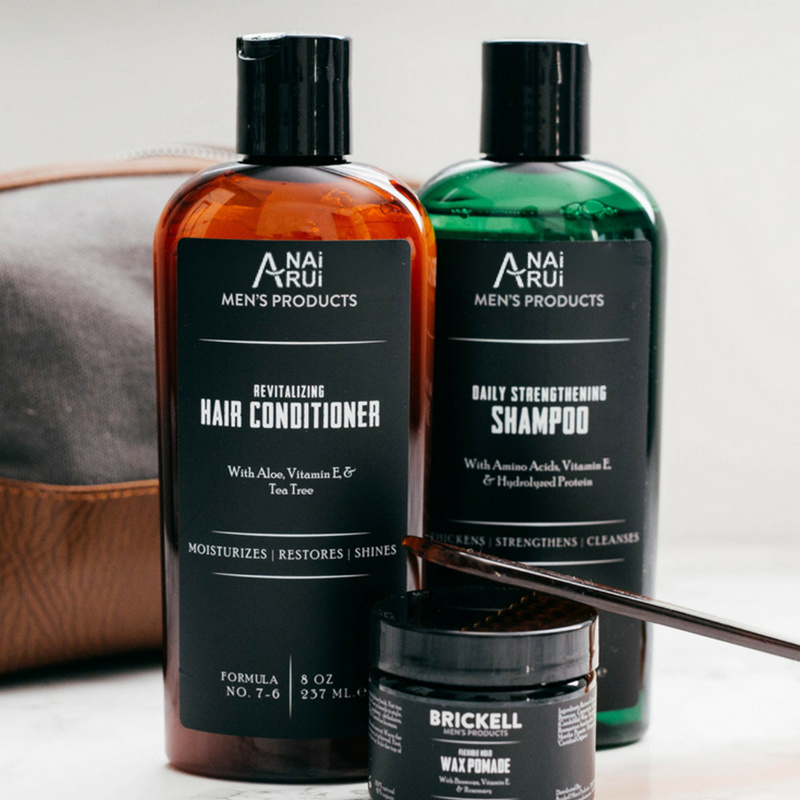 ANAi
ARUi
MEN'S PRODUCTS
REVITALIZING
HAIR CONDITIONER
With Aloe, Vitamin E, &
Tea Tree
MOISTURIZES | RESTORES | SHINES
FORMULA
NO. 7-6
8 OZ
237 ML.
ANAi
ARUi
MEN'S PRODUCTS
DAILY STRENGTHENING
SHAMPOO
With Amino Acids, Vitamin E,
& Hydrolyzed Protein
THICKENS | STRENGTHENS | CLEANSES
BRICKELL
MEN'S PRODUCTS
FLEXIBLE HOLD
WAX POMADE
With Beeswax, Vitamin E,
& Rosemary